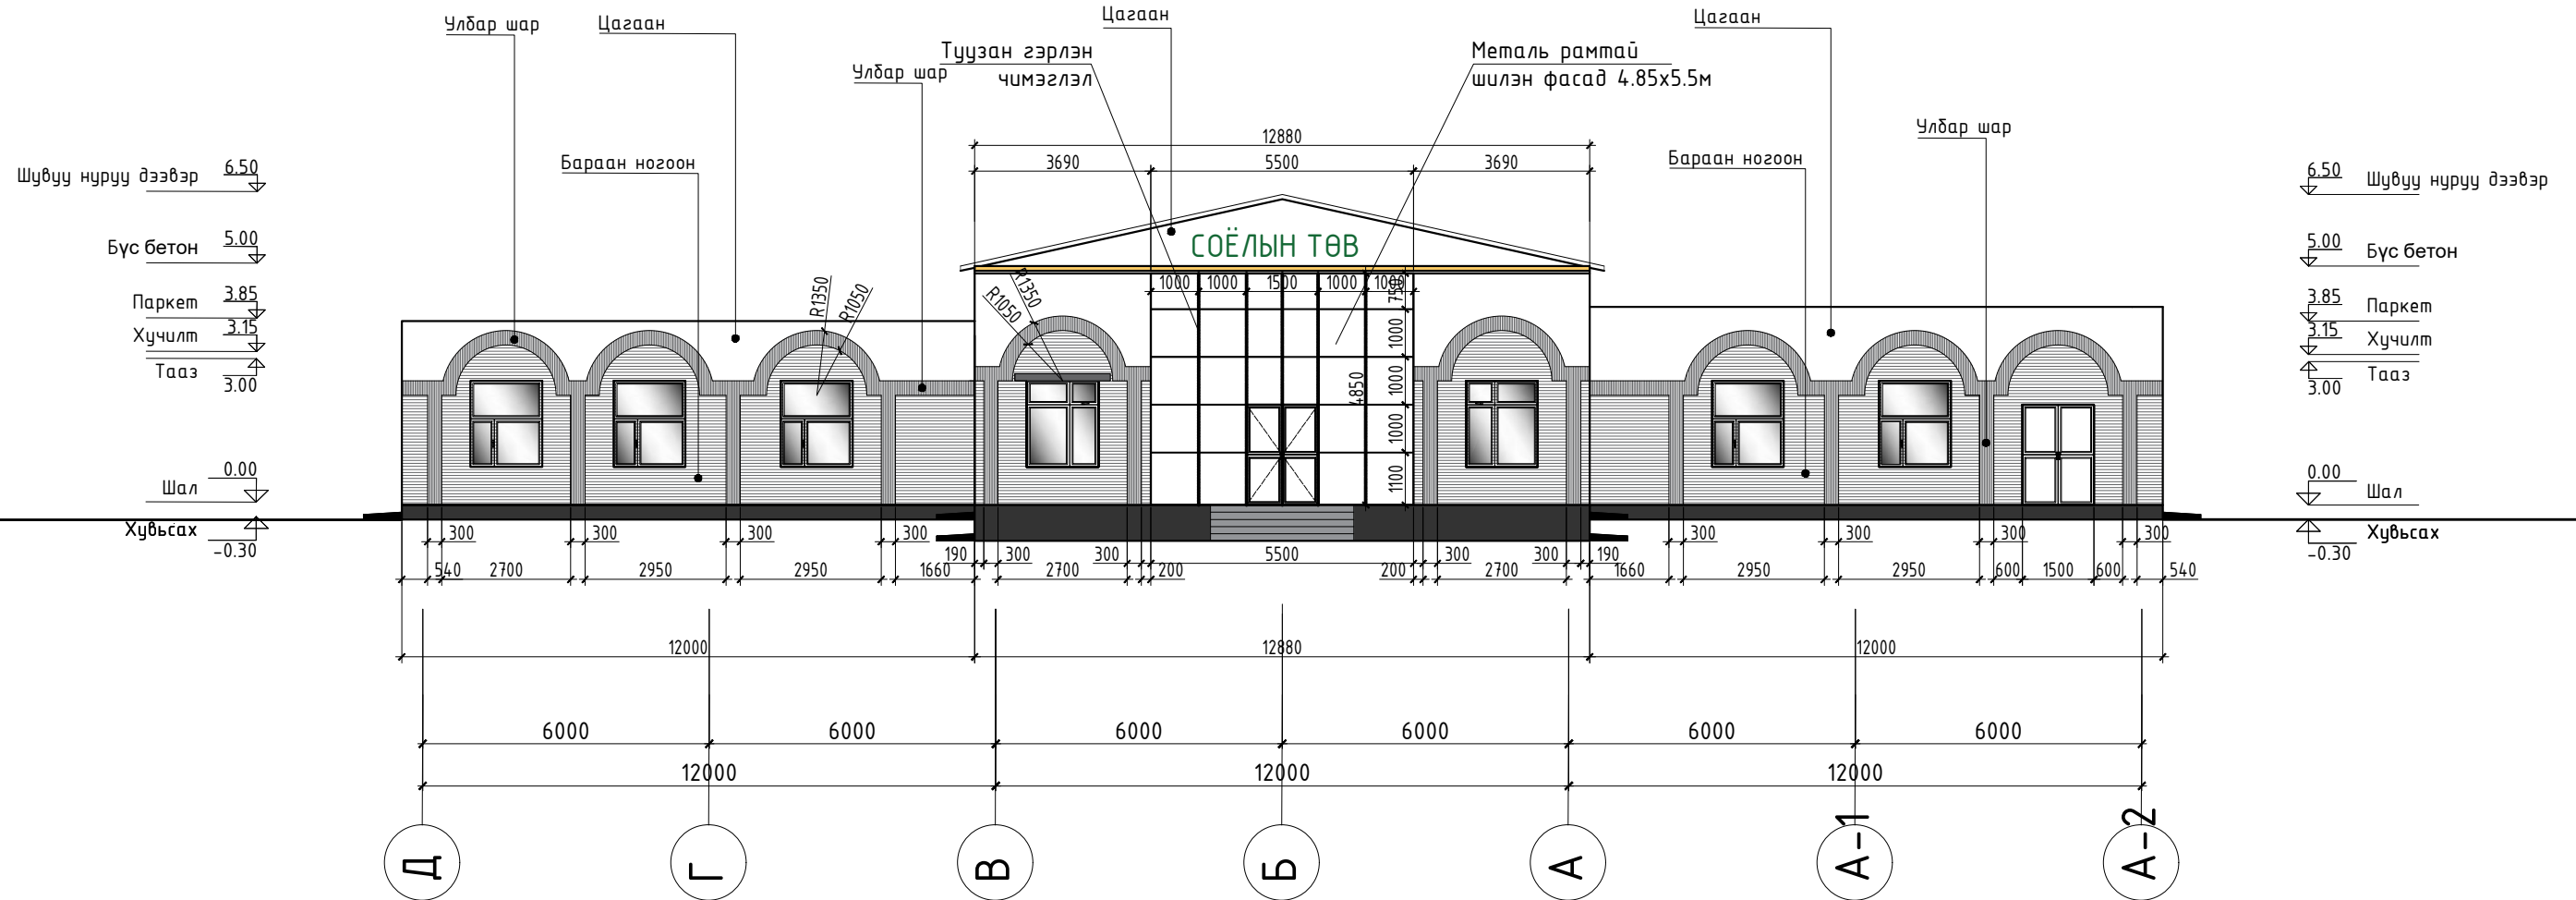 Улбар шар
Цагаан
Цагаан
Цагаан
Туузан гэрлэн
чимэглэл
Металь рамтай
шилэн фасад 4.85x5.5м
Улбар шар
Улбар шар
12880
Бараан ногоон
3690
5500
3690
Бараан ногоон
Шувуу нуруу дээвэр
6.50
6.50
Шувуу нуруу дээвэр
Бүс бетон
5.00
СОЁЛЫН ТӨВ
5.00
Бүс бетон
R1350
R1050
R1350
R1050
1000
1000
1500
1000
1000
750
1000
1000
1000
1100
4850
Паркет
3.85
3.85
Паркет
Хучилт
3.15
3.15
Хучилт
Тааз
3.00
3.00
Тааз
Шал
0.00
0.00
Шал
Хувьсах
-0.30
Хувьсах
-0.30
300
300
300
300
190
300
300
5500
300
300
190
300
300
300
300
540
2700
2950
2950
1660
2700
200
200
2700
1660
2950
2950
600
1500
600
540
12000
12880
12000
6000
6000
6000
6000
6000
6000
12000
12000
12000
Д
Г
В
Б
А
А-1
А-2